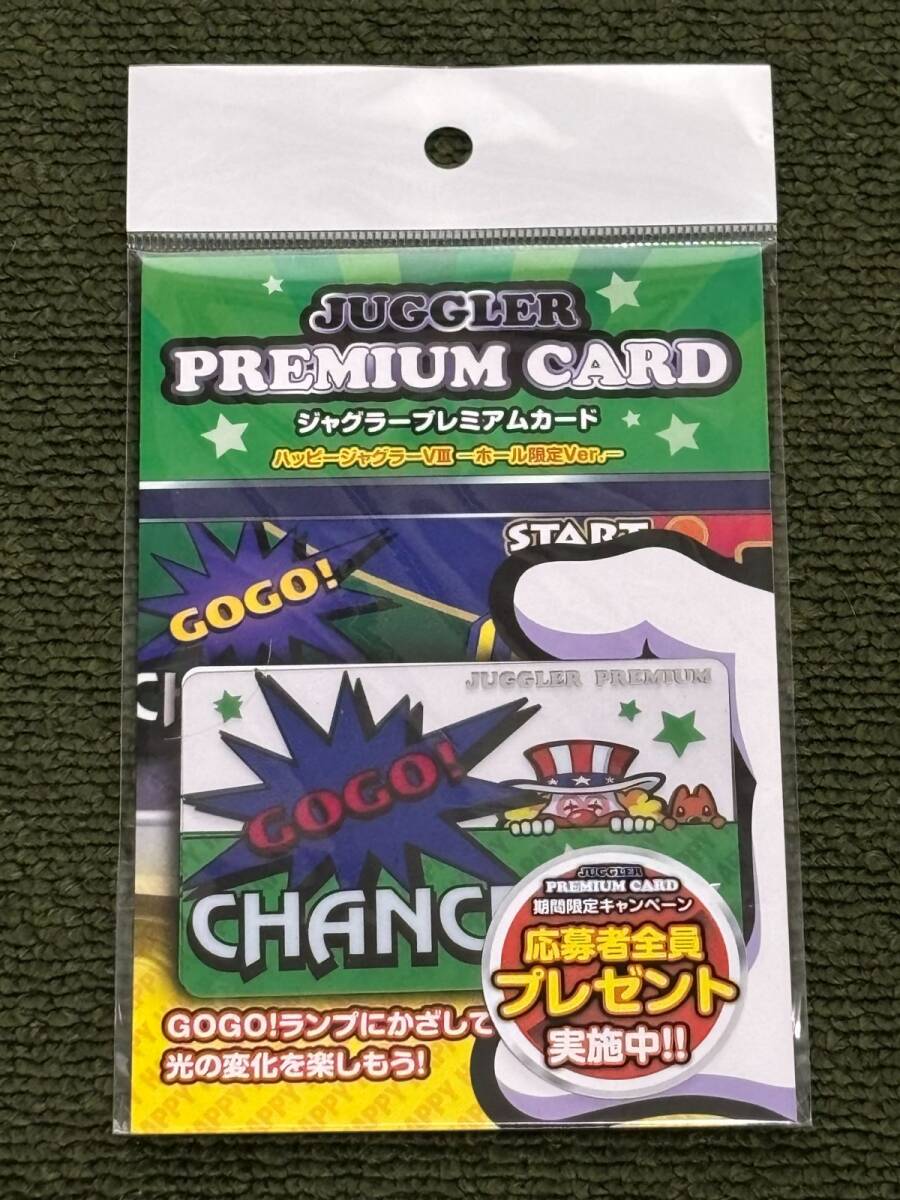 JUGGLER
PREMIUM CARD
ジャグラープレミアムカード
ハッピージャグラーVⅢ ーホール限定Ver.ー
START
GOGO!
CH
JUGGLER PREMIUM
GOGO!
CHANC
JUGGLER
PREMIUM CARD
期間限定キャンペーン
応募者全員
プレゼント
実施中!!
GOGO!ランプにかざして
光の変化を楽しもう!